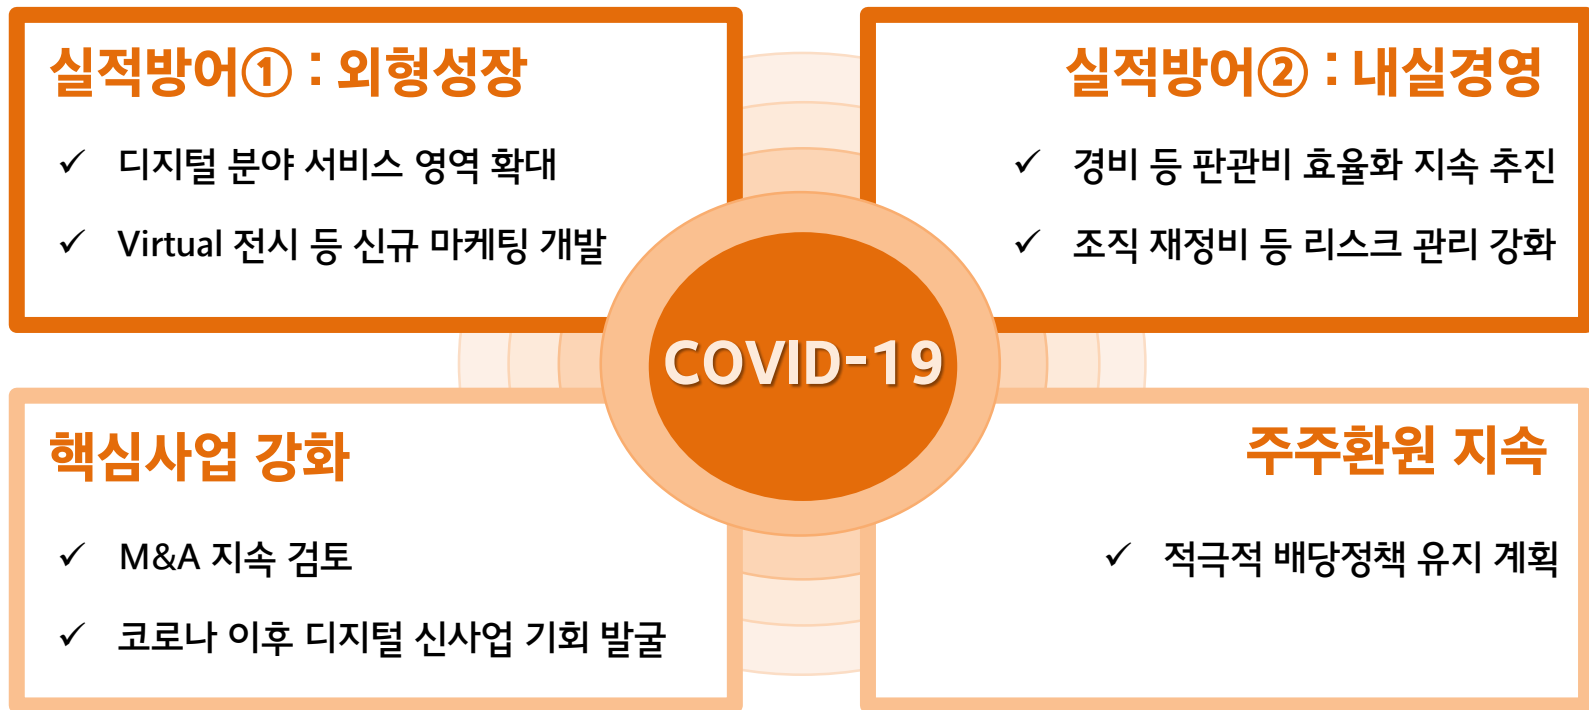 실적방어① : 외형성장
✓ 디지털 분야 서비스 영역 확대
✓ Virtual 전시 등 신규 마케팅 개발
실적방어② : 내실경영
✓ 경비 등 판관비 효율화 지속 추진
✓ 조직 재정비 등 리스크 관리 강화
COVID-19
핵심사업 강화
✓ M&A 지속 검토
✓ 코로나 이후 디지털 신사업 기회 발굴
주주환원 지속
✓ 적극적 배당정책 유지 계획